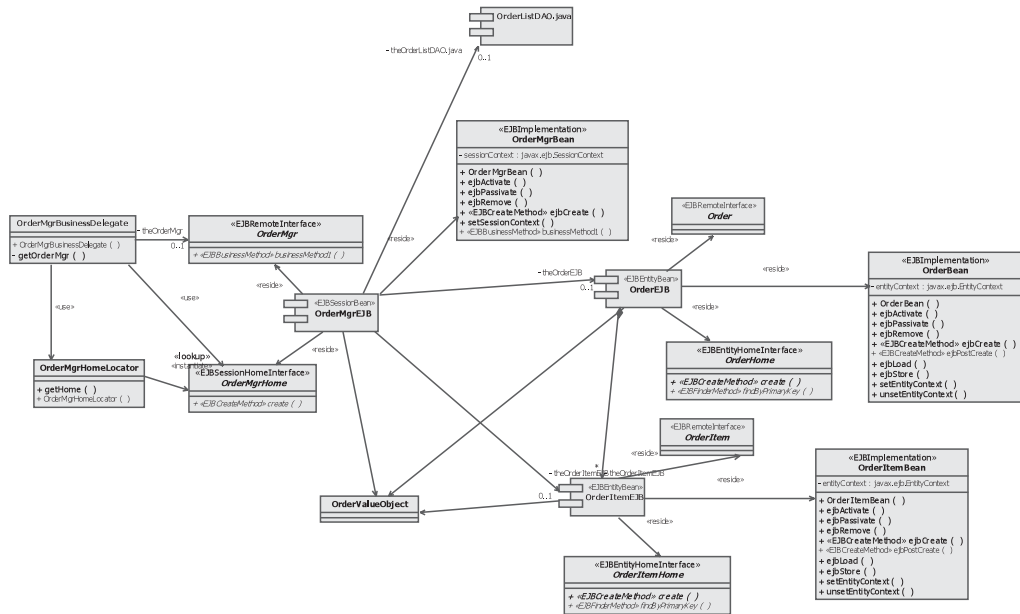 OrderListDAO.java
- theOrderListDAO.java
0..1
«EJBImplementation»
OrderMgrBean
- sessionContext : javax.ejb.SessionContext
+ OrderMgrBean ( )
+ ejbActivate ( )
+ ejbPassivate ( )
+ ejbRemove ( )
+ «EJBCreateMethod» ejbCreate ( )
+ setSessionContext ( )
+ «EJBBusinessMethod» businessMethod1 ( )
«EJBRemoteInterface»
Order
OrderMgrBusinessDelegate
+ OrderMgrBusinessDelegate ( )
- getOrderMgr ( )
- theOrderMgr
0..1
«EJBRemoteInterface»
OrderMgr
+ «EJBBusinessMethod» businessMethod1 ( )
«reside»
«reside»
«reside»
«EJBSessionBean»
OrderMgrEJB
- theOrderEJB
0..1
«EJBEntityBean»
OrderEJB
«reside»
«EJBImplementation»
OrderBean
- entityContext : javax.ejb.EntityContext
+ OrderBean ( )
+ ejbActivate ( )
+ ejbPassivate ( )
+ ejbRemove ( )
+ «EJBCreateMethod» ejbCreate ( )
+ «EJBCreateMethod» ejbPostCreate ( )
+ ejbLoad ( )
+ ejbStore ( )
+ setEntityContext ( )
+ unsetEntityContext ( )
«use»
«use»
«reside»
«reside»
«lookup»
«instantiate»
OrderMgrHomeLocator
+ getHome ( )
+ OrderMgrHomeLocator ( )
«EJBSessionHomeInterface»
OrderMgrHome
+ «EJBCreateMethod» create ( )
«EJBEntityHomeInterface»
OrderHome
+ «EJBCreateMethod» create ( )
+ «EJBFinderMethod» findByPrimaryKey ( )
«EJBRemoteInterface»
OrderItem
«reside»
*
- theOrderItemEJB
theOrderItemEJB
0..1
«EJBEntityBean»
OrderItemEJB
«reside»
«reside»
OrderValueObject
«EJBImplementation»
OrderItemBean
- entityContext : javax.ejb.EntityContext
+ OrderItemBean ( )
+ ejbActivate ( )
+ ejbPassivate ( )
+ ejbRemove ( )
+ «EJBCreateMethod» ejbCreate ( )
+ «EJBCreateMethod» ejbPostCreate ( )
+ ejbLoad ( )
+ ejbStore ( )
+ setEntityContext ( )
+ unsetEntityContext ( )
«EJBEntityHomeInterface»
OrderItemHome
+ «EJBCreateMethod» create ( )
+ «EJBFinderMethod» findByPrimaryKey ( )